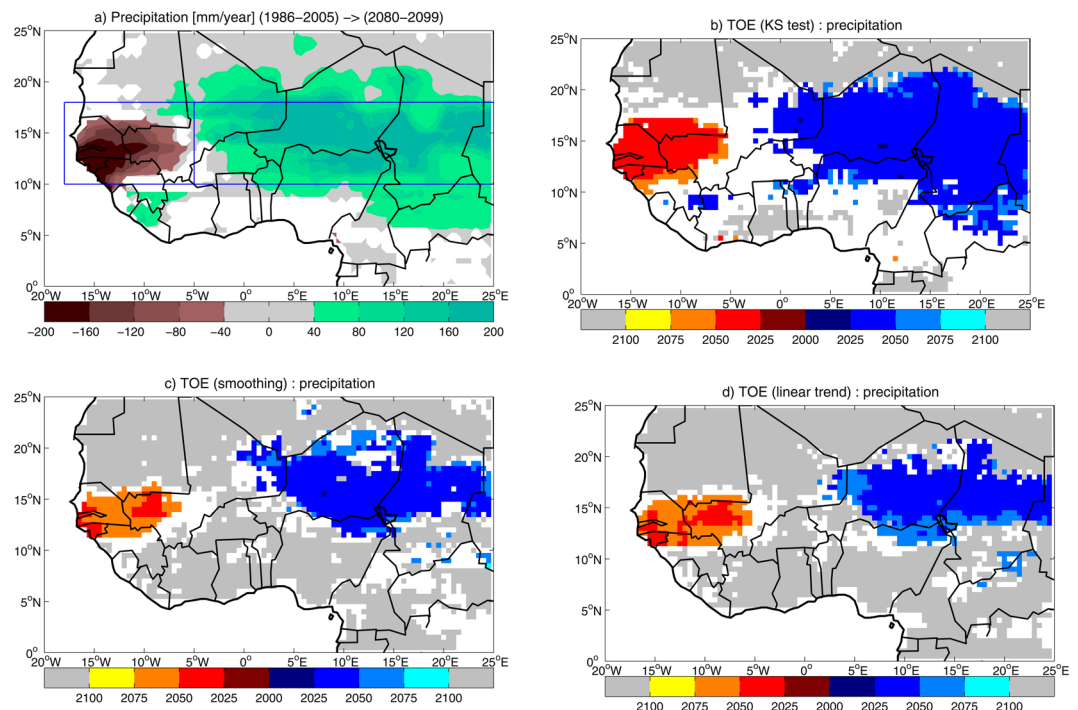 a) Precipitation [mm/year] (1986−2005) −> (2080−2099)
25°N
20°N
15°N
10°N
5°N
0°
20°W 15°W 10°W 5°W 0° 5°E 10°E 15°E 20°E 25°E
−200 −160 −120 −80 −40 0 40 80 120 160 200
b) TOE (KS test) : precipitation
25°N
20°N
15°N
10°N
5°N
0°
20°W 15°W 10°W 5°W 0° 5°E 10°E 15°E 20°E 25°E
2100 2075 2050 2025 2000 2025 2050 2075 2100
c) TOE (smoothing) : precipitation
25°N
20°N
15°N
10°N
5°N
0°
20°W 15°W 10°W 5°W 0° 5°E 10°E 15°E 20°E 25°E
2100 2075 2050 2025 2000 2025 2050 2075 2100
d) TOE (linear trend) : precipitation
25°N
20°N
15°N
10°N
5°N
0°
20°W 15°W 10°W 5°W 0° 5°E 10°E 15°E 20°E 25°E
2100 2075 2050 2025 2000 2025 2050 2075 2100